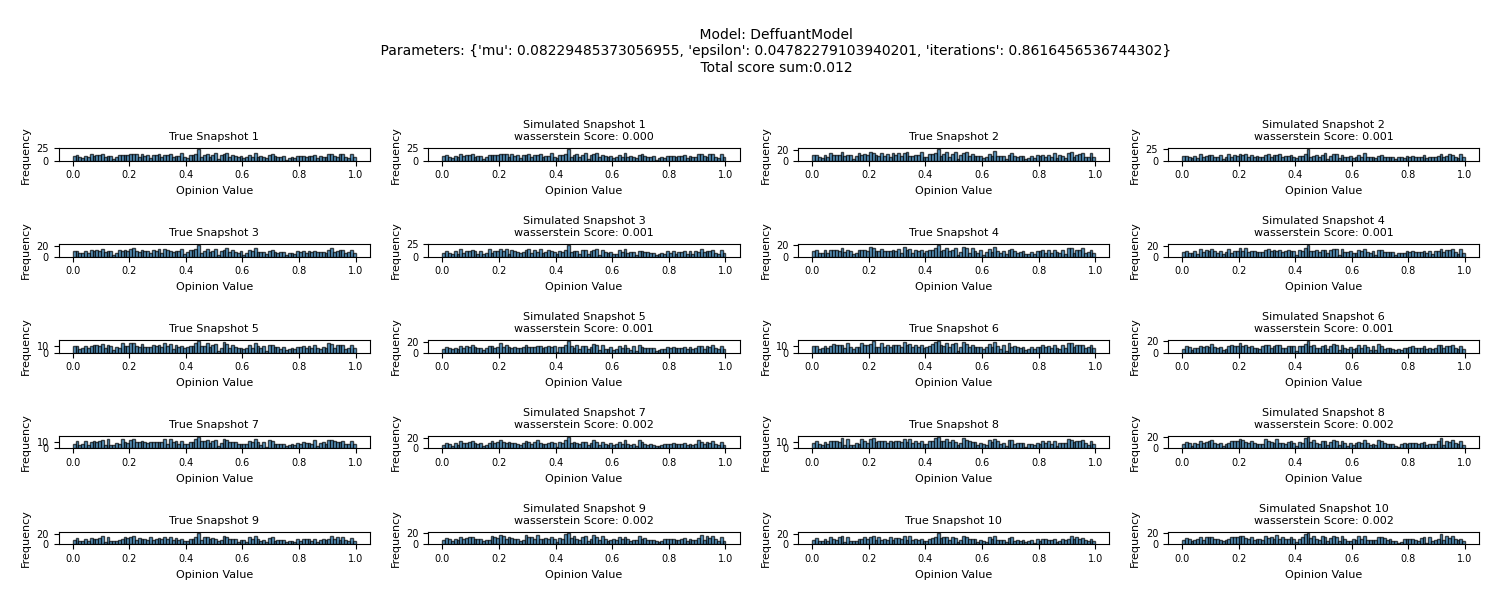 Model: DeffuantModel
Parameters: {'mu': 0.08229485373056955, 'epsilon': 0.04782279103940201, 'iterations': 0.8616456536744302}
Total score sum:0.012
True Snapshot 1
Frequency
25
0
0.0 0.2 0.4 0.6 0.8 1.0
Opinion Value
Simulated Snapshot 1
wasserstein Score: 0.000
Frequency
25
0
0.0 0.2 0.4 0.6 0.8 1.0
Opinion Value
True Snapshot 2
Frequency
20
0
0.0 0.2 0.4 0.6 0.8 1.0
Opinion Value
Simulated Snapshot 2
wasserstein Score: 0.001
Frequency
25
0
0.0 0.2 0.4 0.6 0.8 1.0
Opinion Value
True Snapshot 3
Frequency
20
0
0.0 0.2 0.4 0.6 0.8 1.0
Opinion Value
Simulated Snapshot 3
wasserstein Score: 0.001
Frequency
25
0
0.0 0.2 0.4 0.6 0.8 1.0
Opinion Value
True Snapshot 4
Frequency
20
0
0.0 0.2 0.4 0.6 0.8 1.0
Opinion Value
Simulated Snapshot 4
wasserstein Score: 0.001
Frequency
20
0
0.0 0.2 0.4 0.6 0.8 1.0
Opinion Value
True Snapshot 5
Frequency
10
0
0.0 0.2 0.4 0.6 0.8 1.0
Opinion Value
Simulated Snapshot 5
wasserstein Score: 0.001
Frequency
20
0
0.0 0.2 0.4 0.6 0.8 1.0
Opinion Value
True Snapshot 6
Frequency
10
0
0.0 0.2 0.4 0.6 0.8 1.0
Opinion Value
Simulated Snapshot 6
wasserstein Score: 0.001
Frequency
20
0
0.0 0.2 0.4 0.6 0.8 1.0
Opinion Value
True Snapshot 7
Frequency
10
0
0.0 0.2 0.4 0.6 0.8 1.0
Opinion Value
Simulated Snapshot 7
wasserstein Score: 0.002
Frequency
20
0
0.0 0.2 0.4 0.6 0.8 1.0
Opinion Value
True Snapshot 8
Frequency
10
0
0.0 0.2 0.4 0.6 0.8 1.0
Opinion Value
Simulated Snapshot 8
wasserstein Score: 0.002
Frequency
20
0
0.0 0.2 0.4 0.6 0.8 1.0
Opinion Value
True Snapshot 9
Frequency
20
0
0.0 0.2 0.4 0.6 0.8 1.0
Opinion Value
Simulated Snapshot 9
wasserstein Score: 0.002
Frequency
20
0
0.0 0.2 0.4 0.6 0.8 1.0
Opinion Value
True Snapshot 10
Frequency
20
0
0.0 0.2 0.4 0.6 0.8 1.0
Opinion Value
Simulated Snapshot 10
wasserstein Score: 0.002
Frequency
20
0
0.0 0.2 0.4 0.6 0.8 1.0
Opinion Value